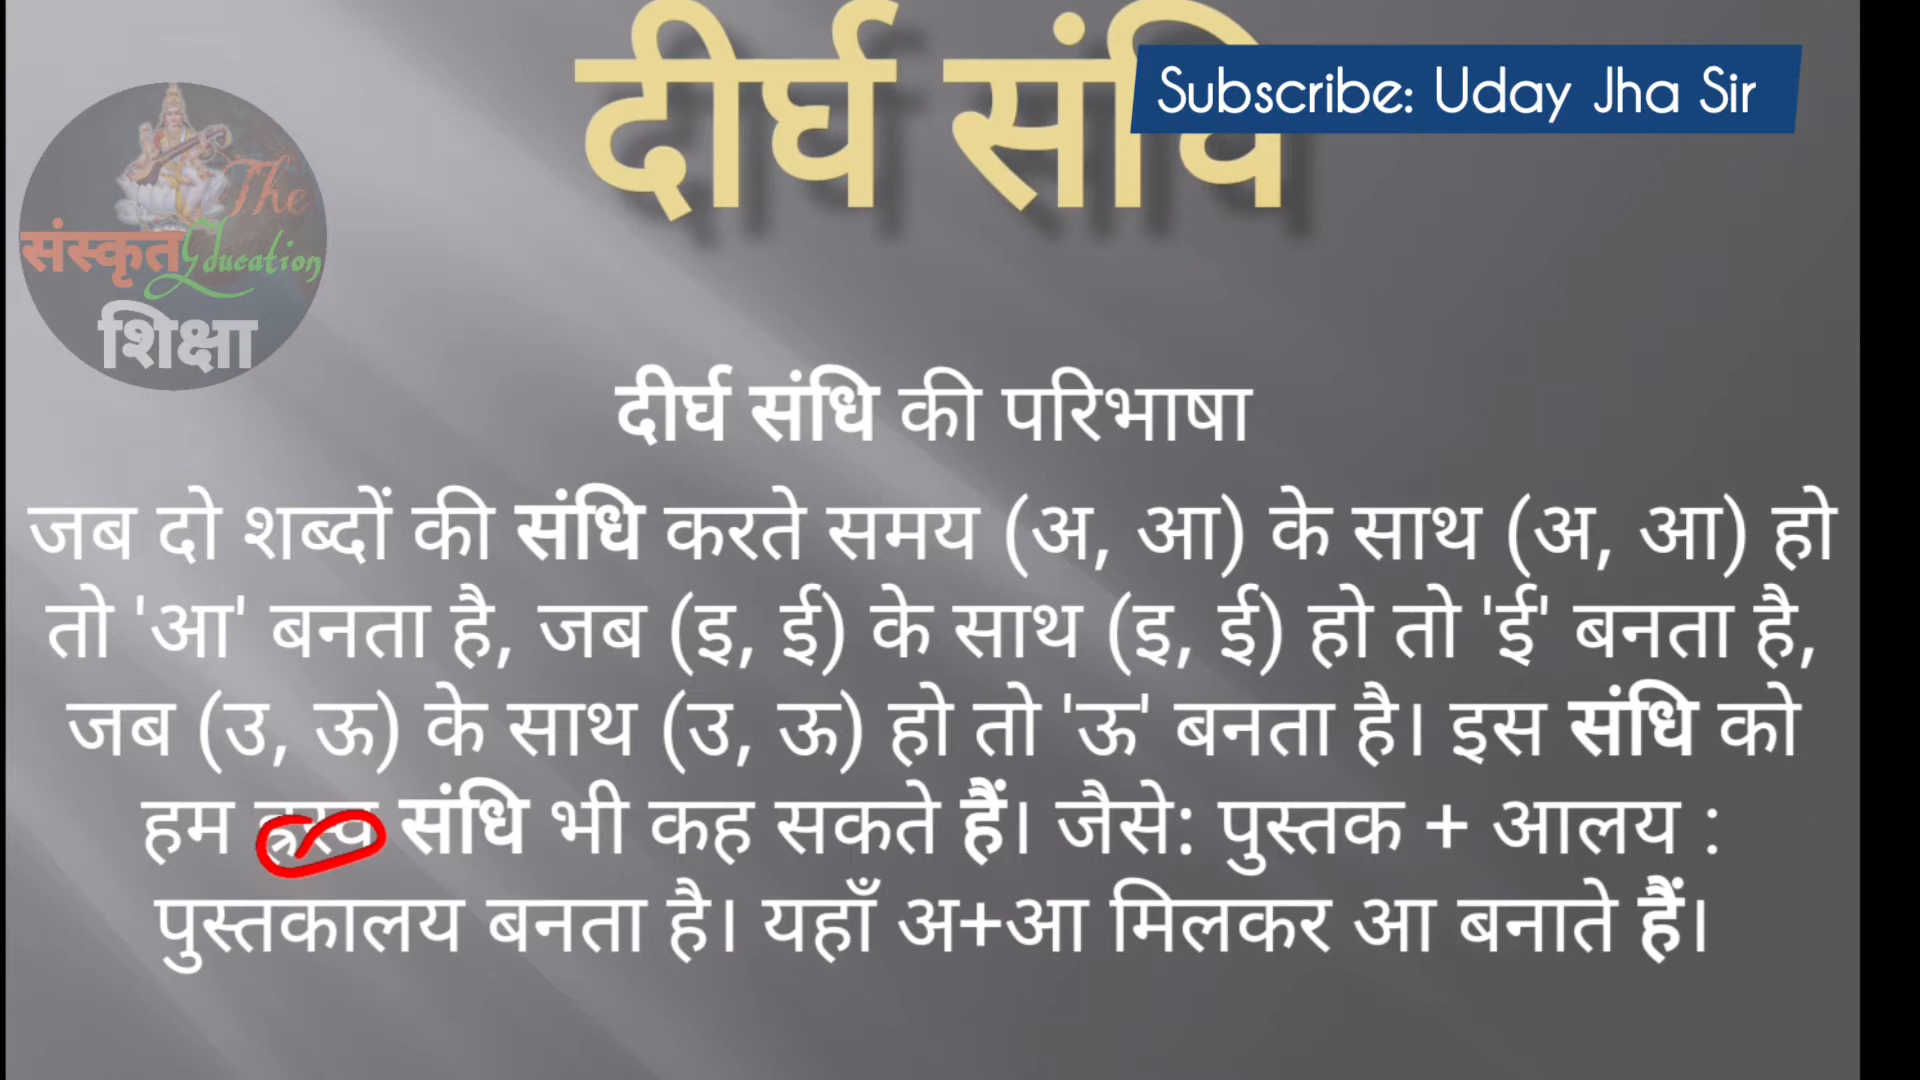 दीर्घ संधि
Subscribe: Uday Jha Sir
The
संस्कृत Education
शिक्षा
दीर्घ संधि की परिभाषा
जब दो शब्दों की संधि करते समय (अ, आ) के साथ (अ, आ) हो
तो 'आ' बनता है, जब (इ, ई) के साथ (इ, ई) हो तो 'ई' बनता है,
जब (उ, ऊ) के साथ (उ, ऊ) हो तो 'ऊ' बनता है। इस संधि को
हम ह्रस्व संधि भी कह सकते हैं। जैसे: पुस्तक + आलय :
पुस्तकालय बनता है। यहाँ अ+आ मिलकर आ बनाते हैं।